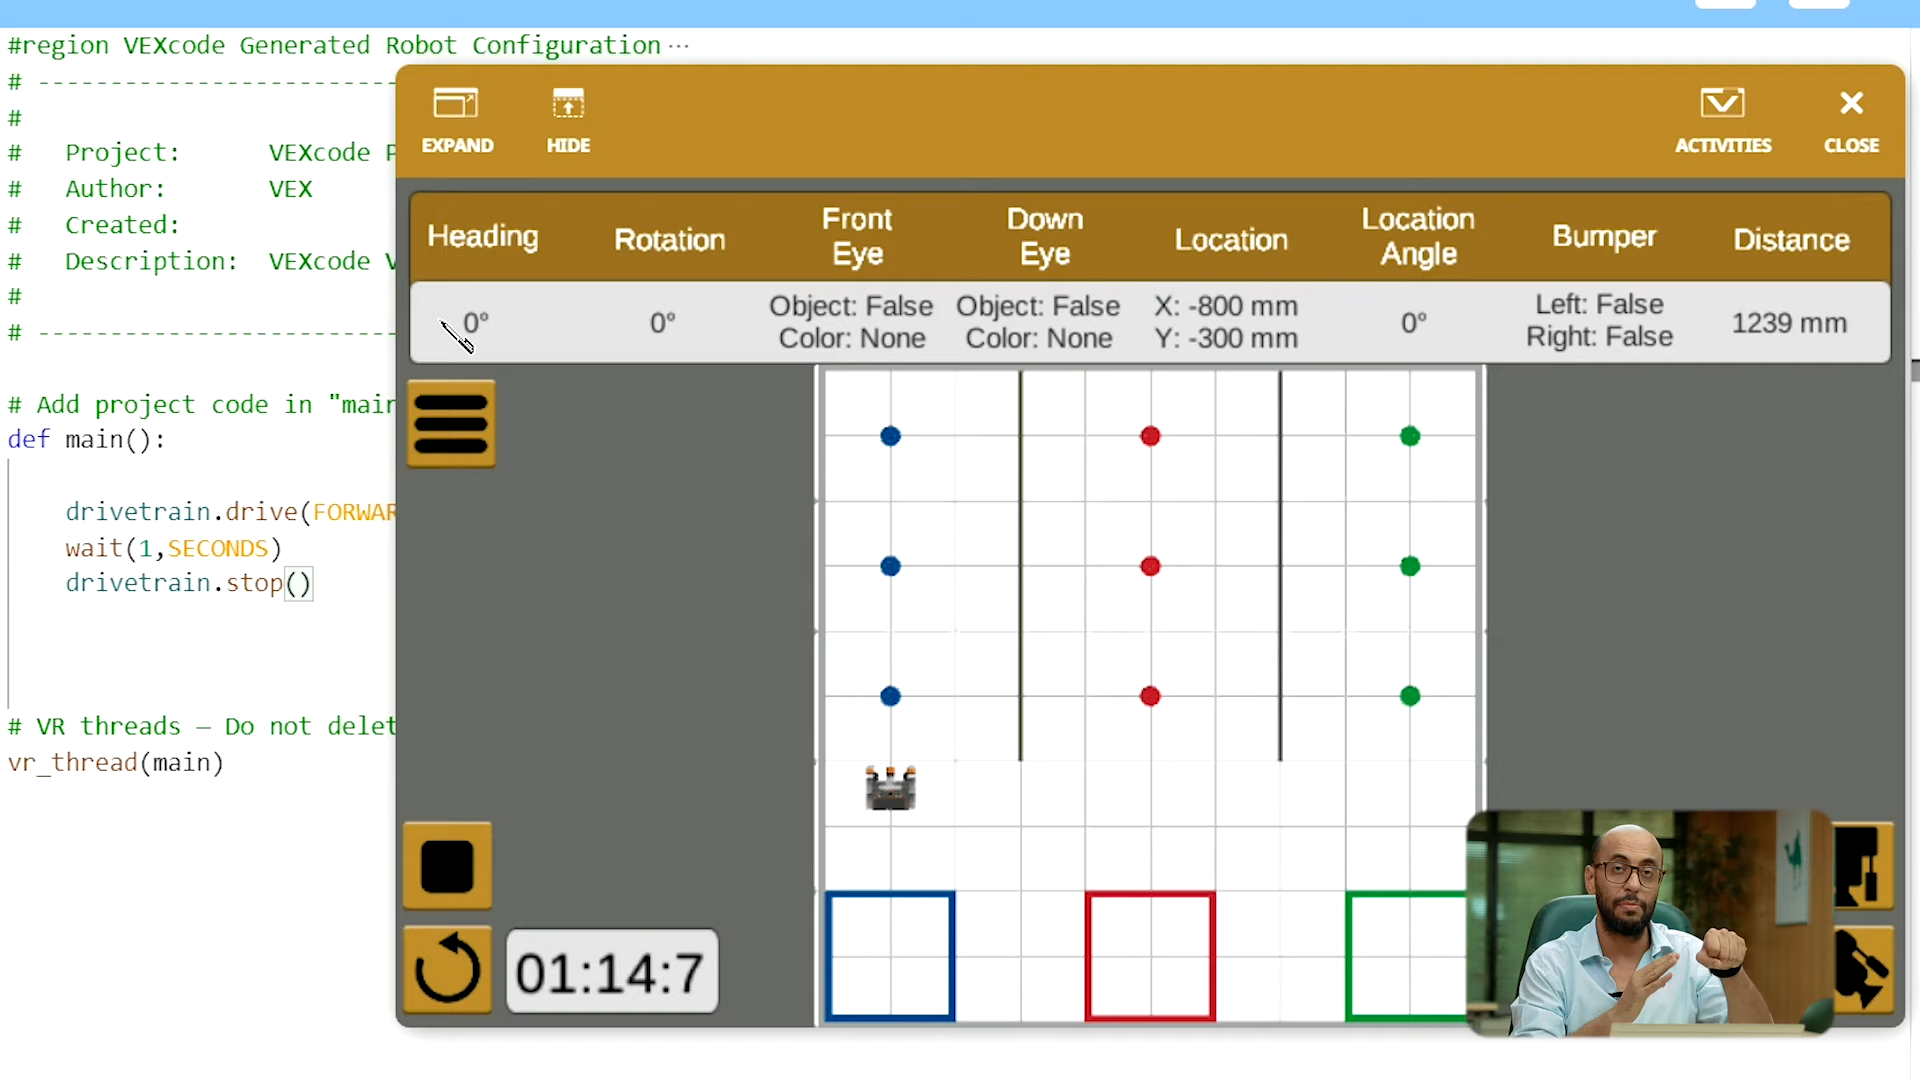 #region VEXcode Generated Robot Configuration ...
# -------------------------
#
# Project: VEXcode P
# Author: VEX
# Created:
# Description: VEXcode V
#
# -------------------------
# Add project code in "main
def main():
drivetrain.drive(FORWAR
wait(1,SECONDS)
drivetrain.stop()
# VR threads — Do not delet
vr_thread(main)
EXPAND
HIDE
ACTIVITIES
CLOSE
Heading
Rotation
Front
Eye
Down
Eye
Location
Location
Angle
Bumper
Distance
0°
0°
Object: False
Color: None
Object: False
Color: None
X: -800 mm
Y: -300 mm
0°
Left: False
Right: False
1239 mm
01:14:7